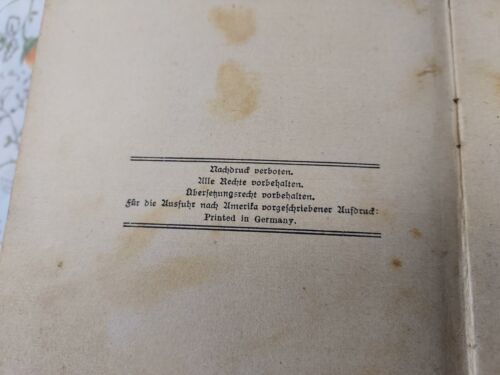 Nachdruck verboten.
Alle Rechte vorbehalten.
Übersetzungsrecht vorbehalten.
Für die Ausfuhr nach Amerika vorgeschriebener Aufdruck:
Printed in Germany.